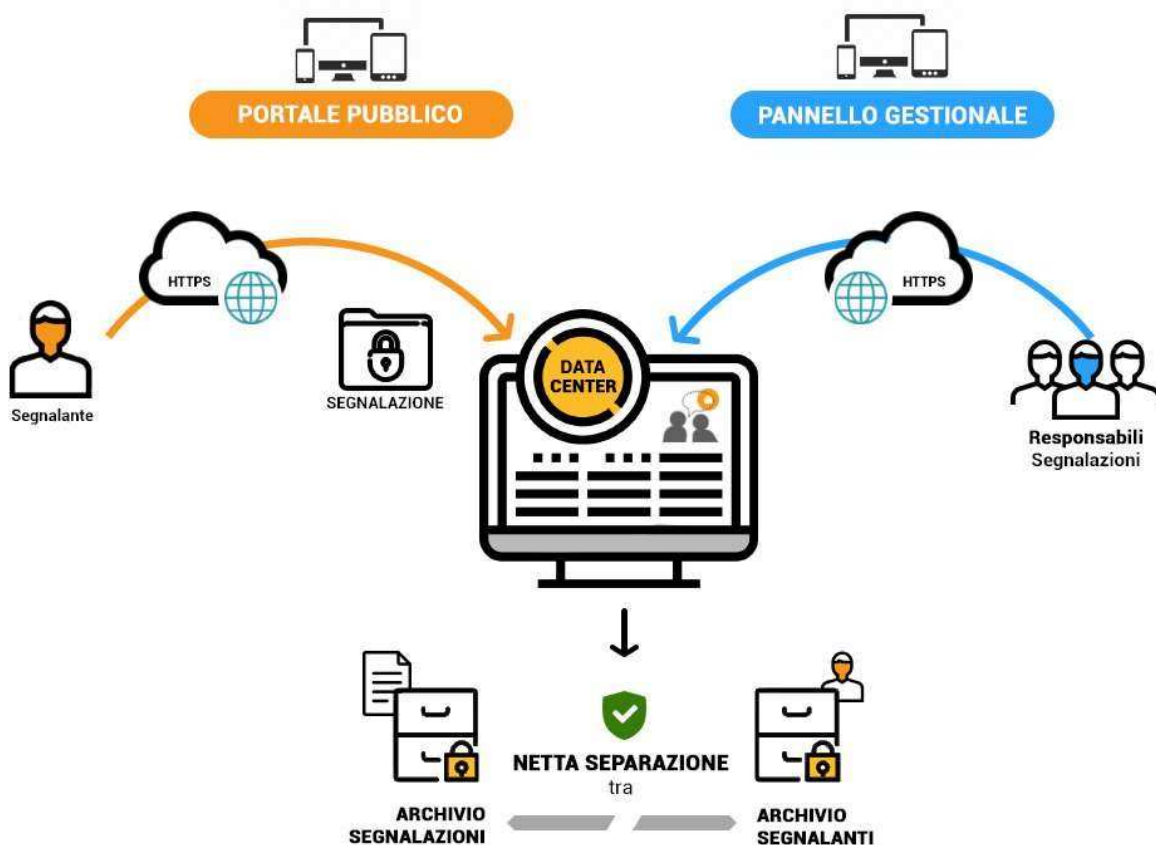 PORTALE PUBBLICO
PANNELLO GESTIONALE
HTTPS
HTTPS
Segnalante
SEGNALAZIONE
DATA
CENTER
Responsabili
Segnalazioni
NETTA SEPARAZIONE
tra
ARCHIVIO
SEGNALAZIONI
ARCHIVIO
SEGNALANTI